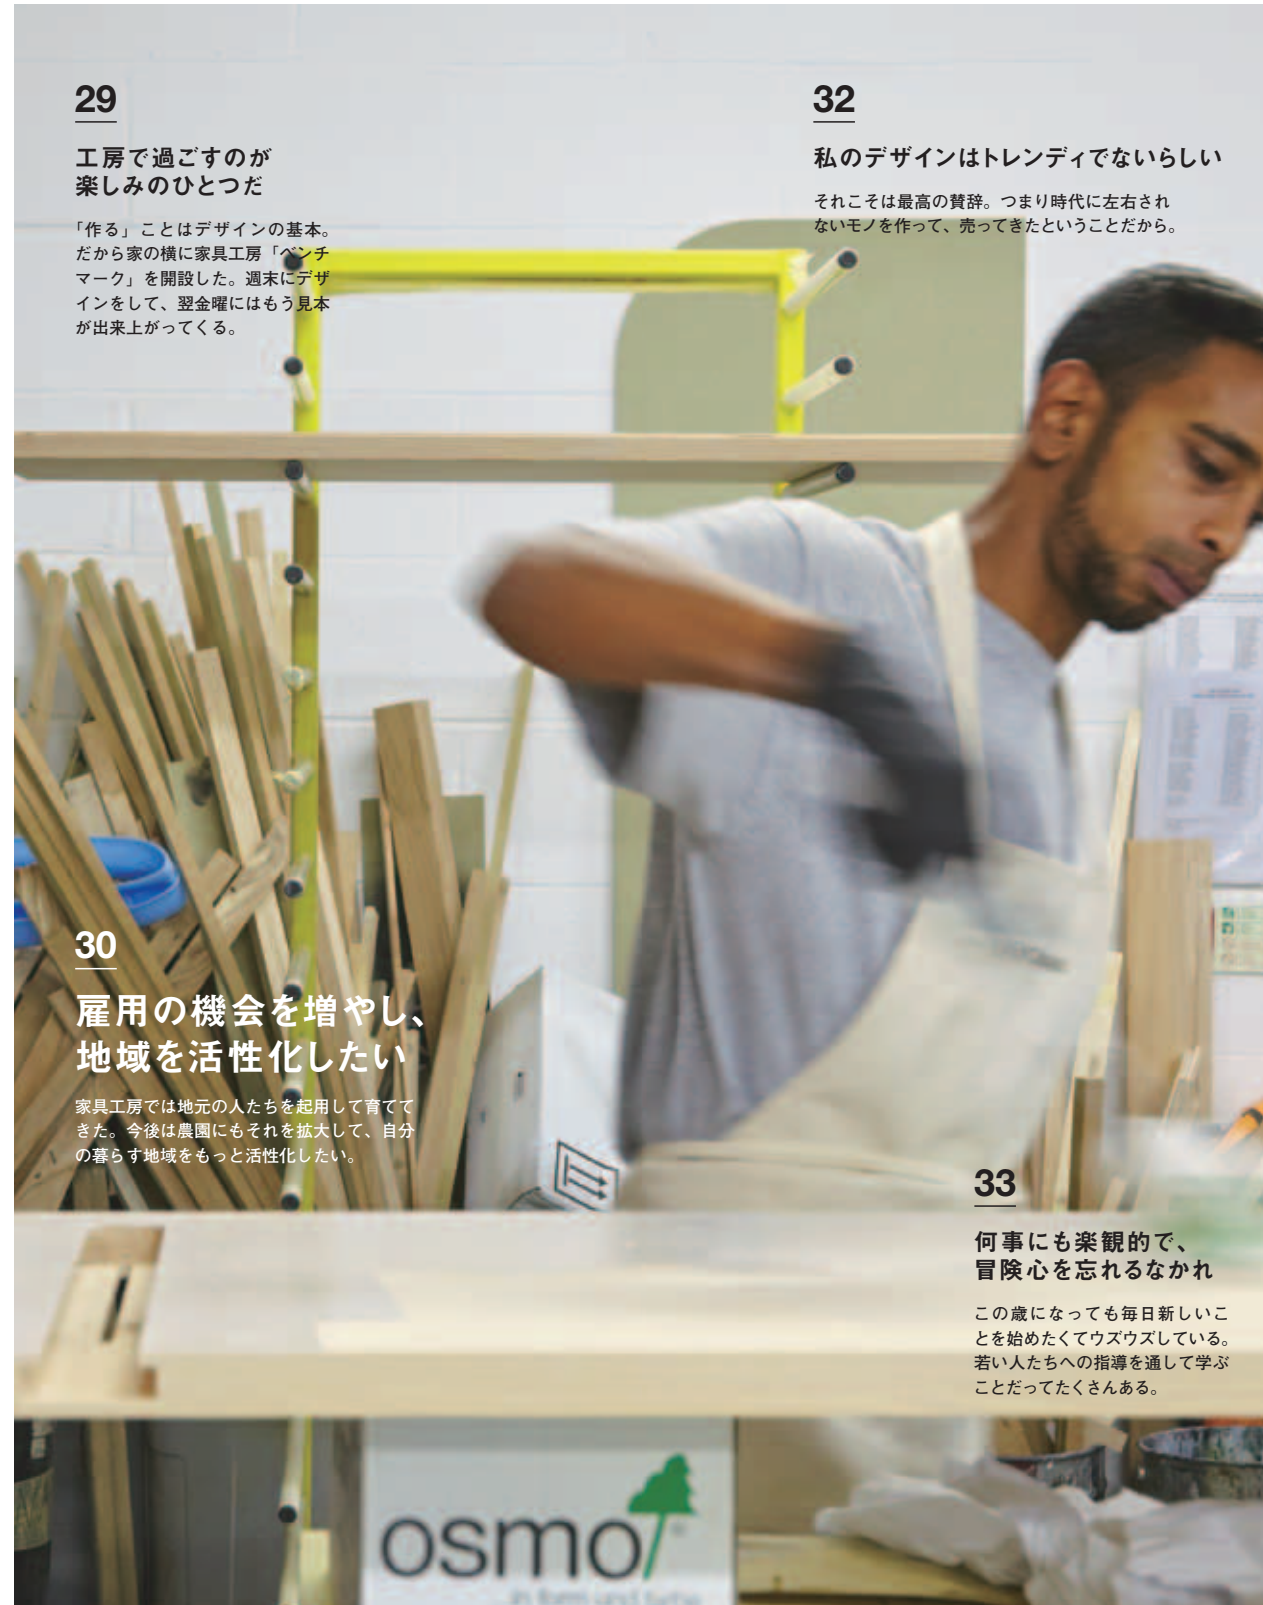 29
工房で過ごすのが
楽しみのひとつだ
「作る」ことはデザインの基本。
だから家の横に家具工房「ベンチ
マーク」を開設した。週末にデザ
インをして、翌金曜にはもう見本
が出来上がってくる。
32
私のデザインはトレンディでないらしい
それこそは最高の賛辞。つまり時代に左右され
ないモノを作って、売ってきたということだから。
30
雇用の機会を増やし、
地域を活性化したい
家具工房では地元の人たちを起用して育てて
きた。今後は農園にもそれを拡大して、自分
の暮らす地域をもっと活性化したい。
33
何事にも楽観的で、
冒険心を忘れるなかれ
この歳になっても毎日新しいこ
とを始めたくてウズウズしている。
若い人たちへの指導を通して学ぶ
ことだってたくさんある。
osmo